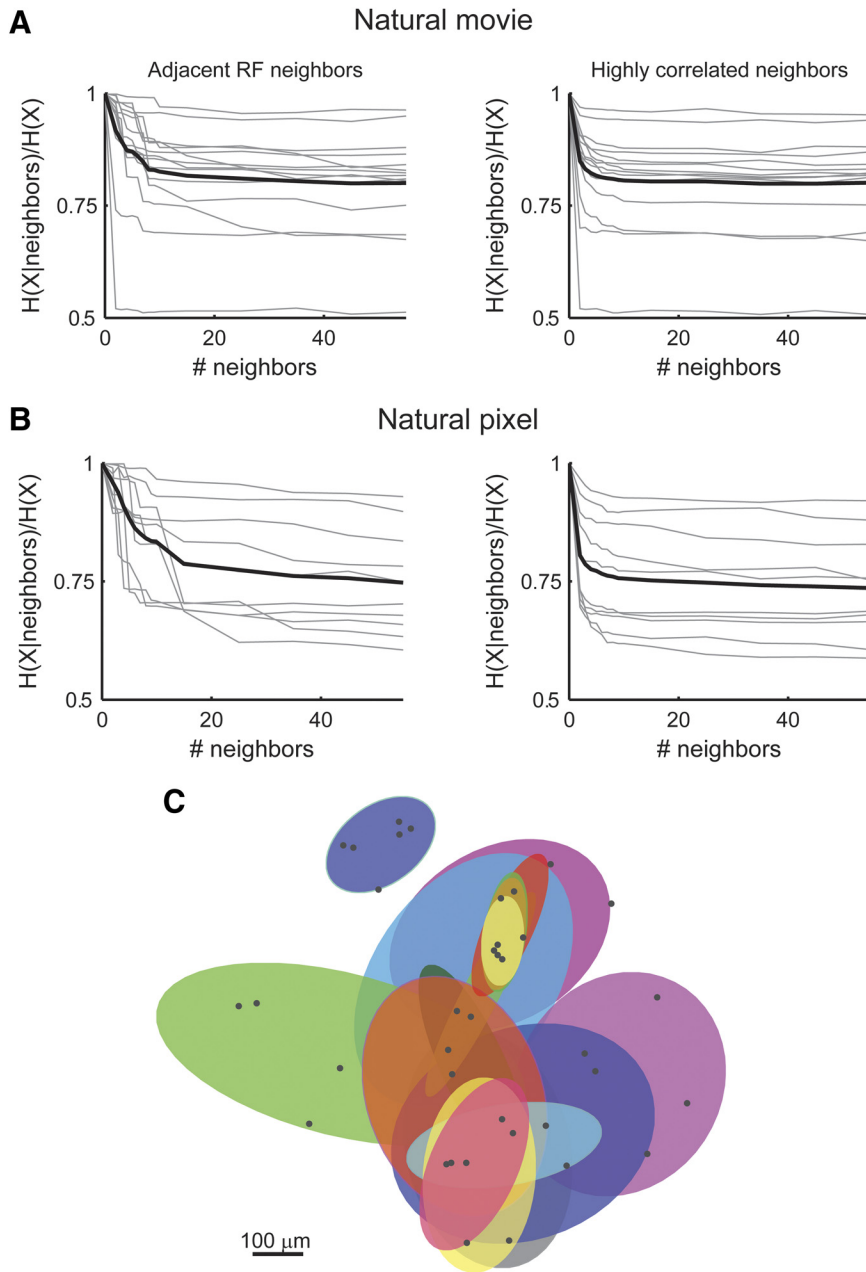 A
Natural movie
Adjacent RF neighbors
H(X|neighbors)/H(X)
1
0.75
0.5
0
20
40
# neighbors
Highly correlated neighbors
H(X|neighbors)/H(X)
1
0.75
0.5
0
20
40
# neighbors
B
Natural pixel
H(X|neighbors)/H(X)
1
0.75
0.5
0
20
40
# neighbors
H(X|neighbors)/H(X)
1
0.75
0.5
0
20
40
# neighbors
C
100 μm